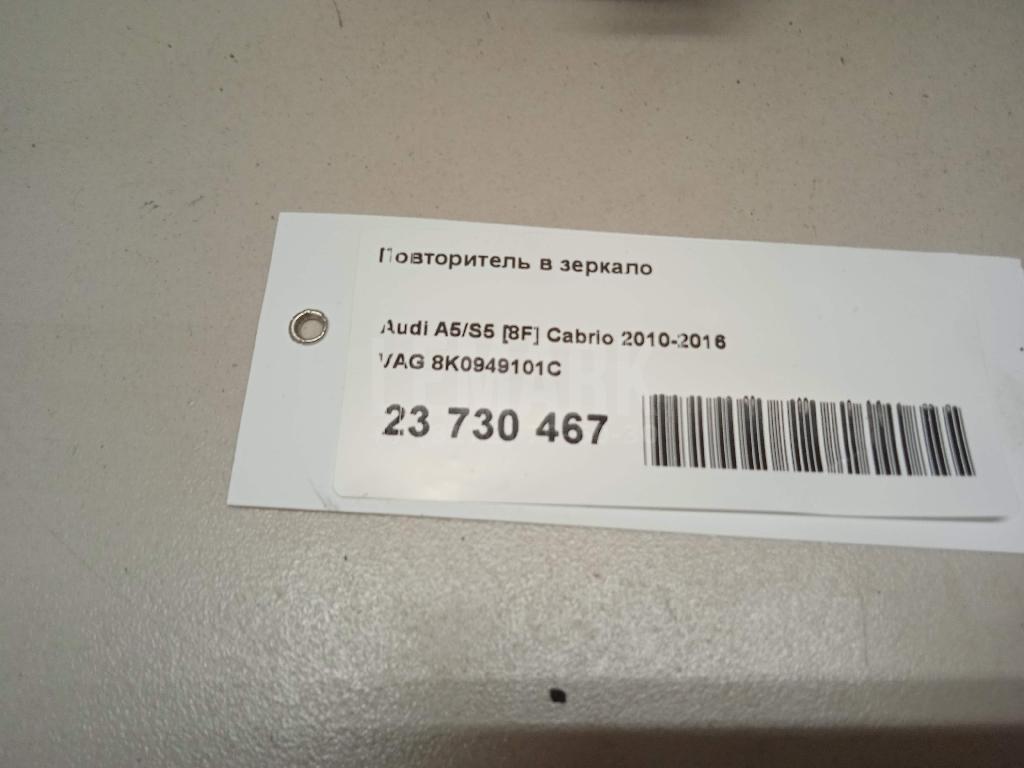 Повторитель в зеркало
Audi A5/S5 [8F] Cabrio 2010-2016
VAG 8K0949101C
23 730 467